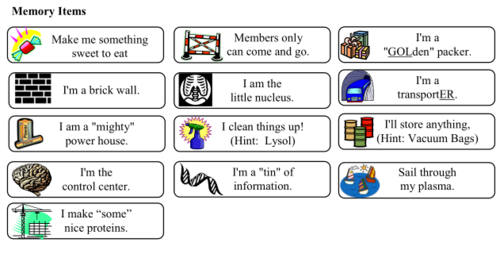 Memory Items
Make me something
sweet to eat
Members only
can come and go.
I'm a
"GOLden" packer.
I'm a brick wall.
I am the
little nucleus.
I'm a
transportER.
I am a "mighty"
power house.
I clean things up!
(Hint: Lysol)
I'll store anything,
(Hint: Vacuum Bags)
I'm the
control center.
I'm a "tin" of
information.
Sail through
my plasma.
I make “some”
nice proteins.